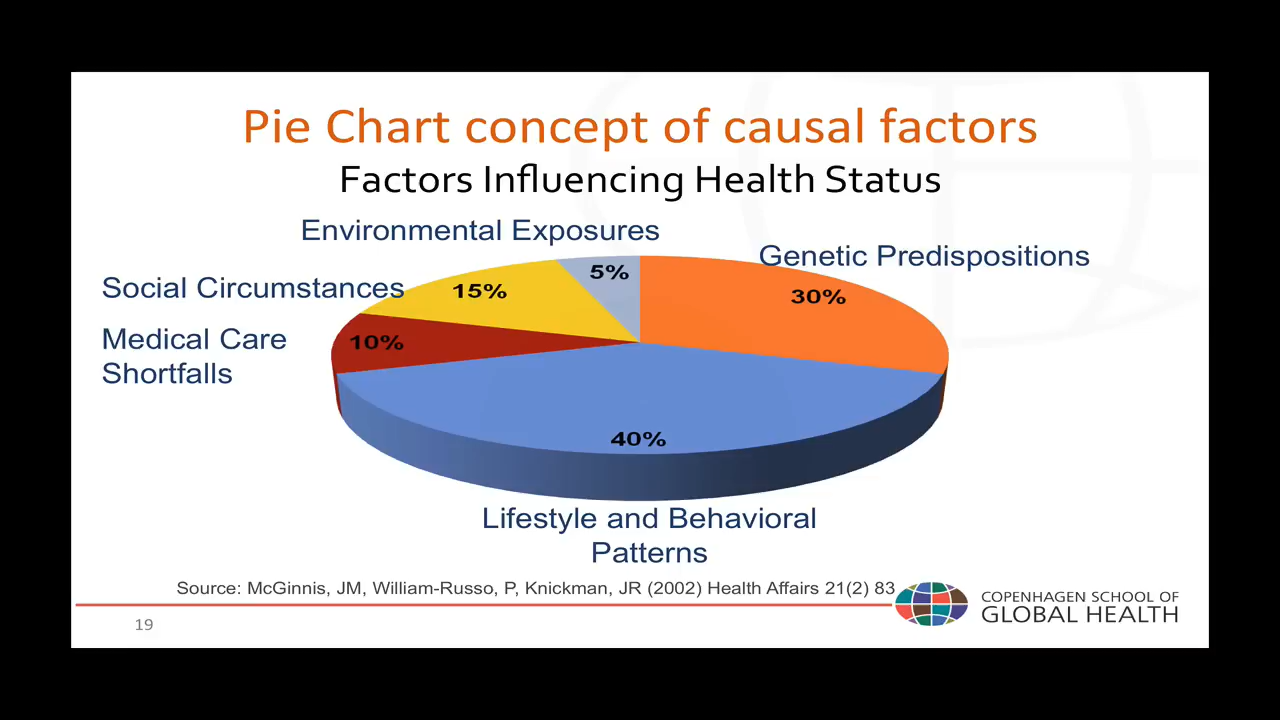 Pie Chart concept of causal factors
Factors Influencing Health Status
Environmental Exposures
Genetic Predispositions
5%
30%
Social Circumstances
15%
Medical Care
Shortfalls
10%
40%
Lifestyle and Behavioral
Patterns
Source: McGinnis, JM, William-Russo, P, Knickman, JR (2002) Health Affairs 21(2) 83
19
COPENHAGEN SCHOOL OF
GLOBAL HEALTH